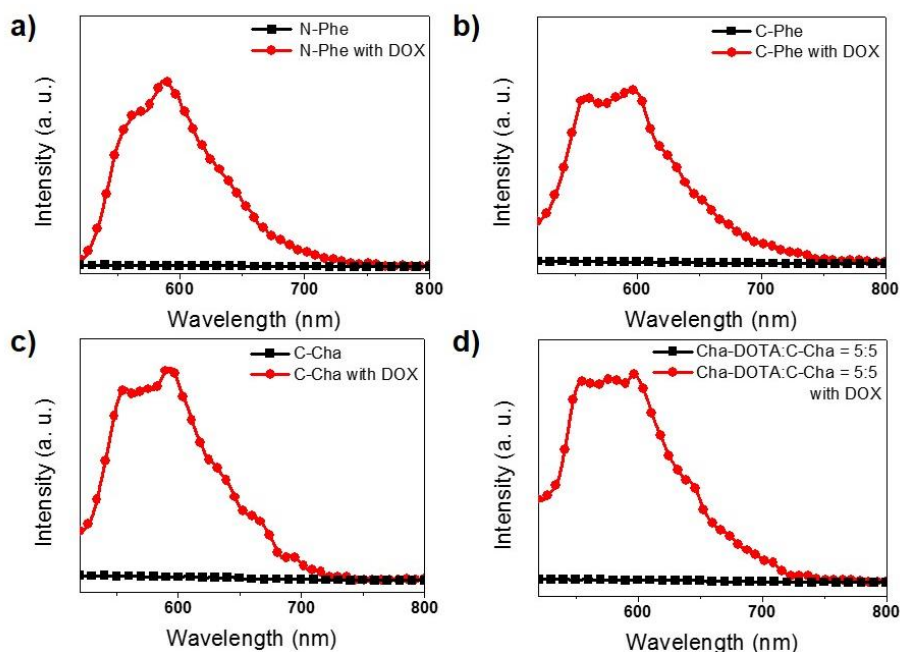 a)
N-Phe
N-Phe with DOX
Intensity (a. u.)
600
700
800
Wavelength (nm)
b)
C-Phe
C-Phe with DOX
Intensity (a. u.)
600
700
800
Wavelength (nm)
c)
C-Cha
C-Cha with DOX
Intensity (a. u.)
600
700
800
Wavelength (nm)
d)
Cha-DOTA:C-Cha = 5:5
Cha-DOTA:C-Cha = 5:5
with DOX
Intensity (a. u.)
600
700
800
Wavelength (nm)